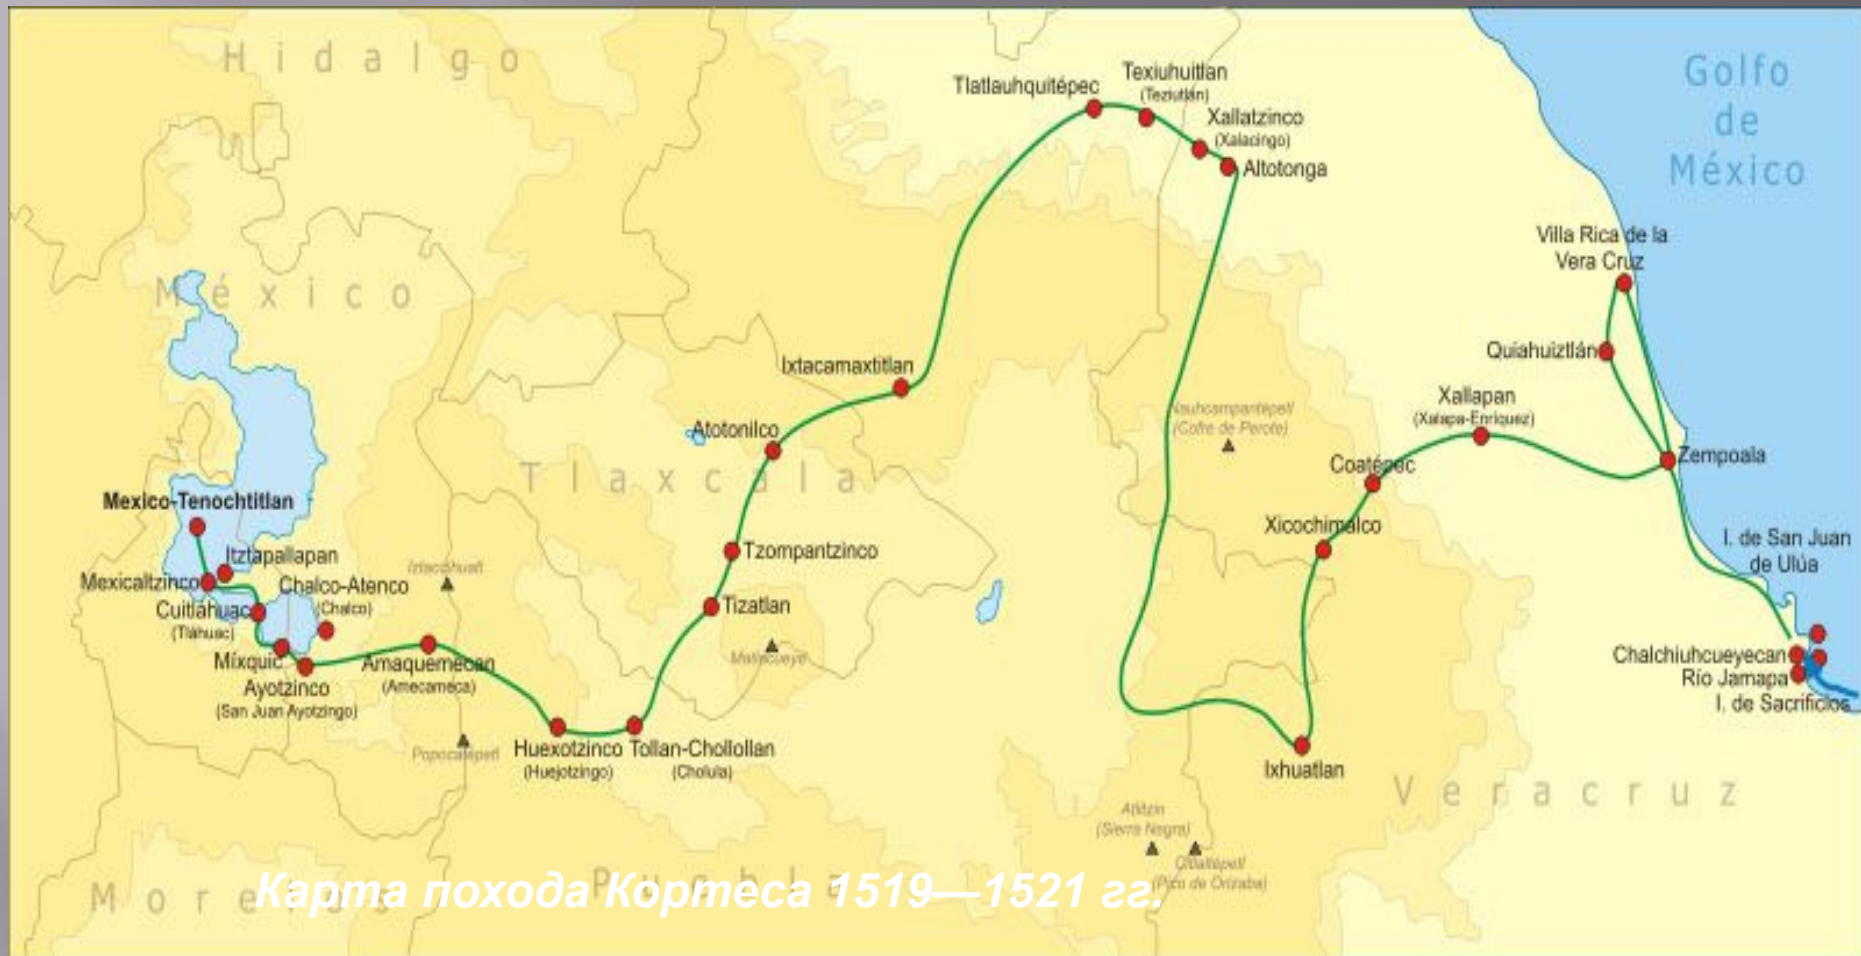 Hidalgo
Golfo
de
México
Tlatlauhquitépec
Texiuhuitlan
(Teziutlán)
Xallatzinco
(Xalacingo)
Altotonga
México
Villa Rica de la
Vera Cruz
Quiahuiztlán
Ixtacamaxtitlan
Xallapan
(Xalapa-Enríquez)
Nauhcampantépetl
(Cofre de Perote)
Atotonilco
Tlaxcala
Coatépec
Zempoala
Mexico-Tenochtitlan
Xicochimalco
I. de San Juan
de Ulúa
Itztapallapan
Mexicaltzinco
Iztaccíhuatl
Tzompantzinco
Chalco-Atenco
(Chalco)
Cuitláhuac
(Tláhuac)
Tizatlan
Matlacueye
Míxquic
Amaquemecan
(Amecameca)
Chalchiuhcueyecan
Río Jamapa
I. de Sacrificios
Ayotzinco
(San Juan Ayotzingo)
Popocatépetl
Huexotzinco
(Huejotzingo)
Tollan-Chollollan
(Cholula)
Ixhuatlan
Veracruz
Atlitzin
(Sierra Negra)
Citlaltépetl
(Pico de Orizaba)
Morelos
Puebla
Карта похода Кортеса 1519—1521 гг.